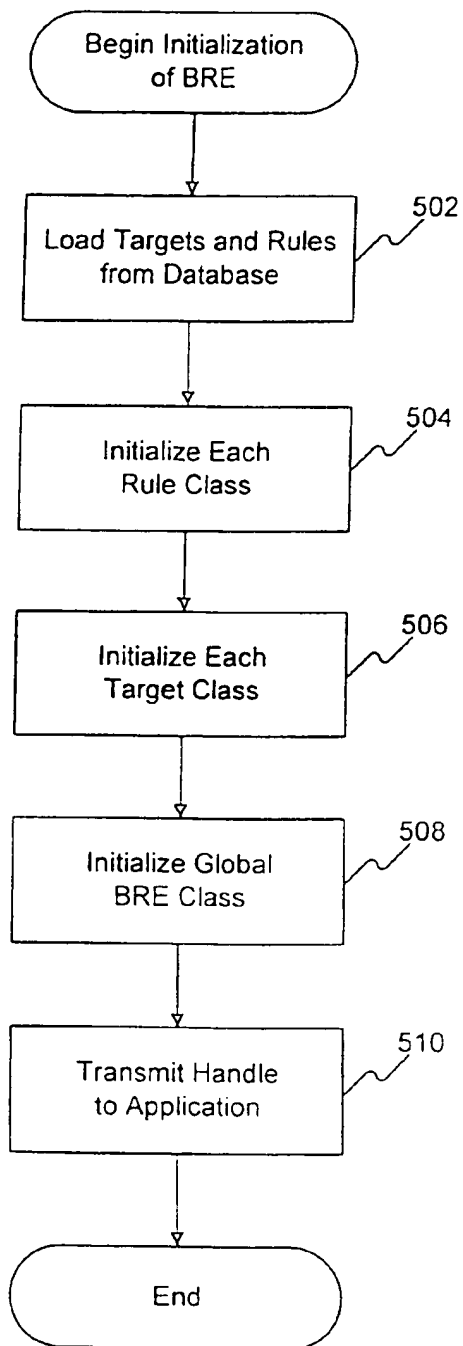 Begin Initialization
of BRE
502
Load Targets and Rules
from Database
504
Initialize Each
Rule Class
506
Initialize Each
Target Class
508
Initialize Global
BRE Class
510
Transmit Handle
to Application
End